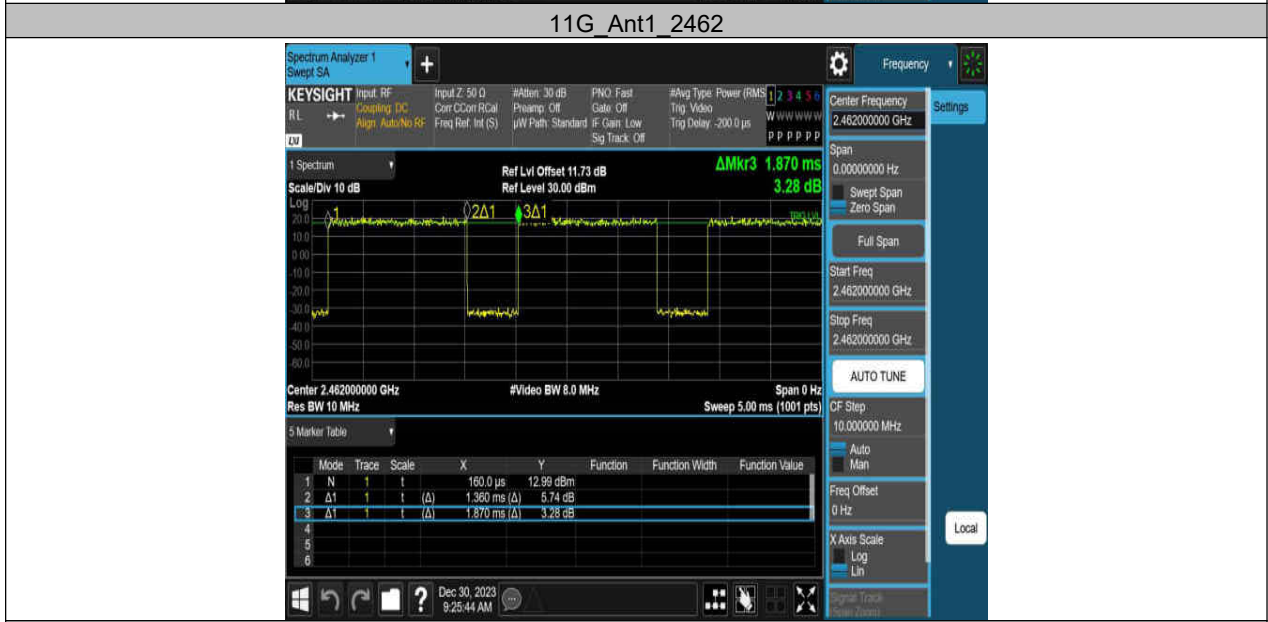 11G_Ant1_2462
Spectrum Analyzer 1
Swept SA
+
Frequency
KEYSIGHT
RL
LXI
Input: RF
Coupling: DC
Align: Auto/No RF
Input Z: 50 Ω
Corr CCorr RCal
Freq Ref: Int (S)
#Atten: 30 dB
Preamp: Off
µW Path: Standard
PNO: Fast
Gate: Off
IF Gain: Low
Sig Track: Off
#Avg Type: Power (RMS
Trig: Video
Trig Delay: -200.0 µs
1 2 3 4 5 6
W W W W W W
P P P P P P
1 Spectrum
Scale/Div 10 dB
Ref Lvl Offset 11.73 dB
Ref Level 30.00 dBm
ΔMkr3 1.870 ms
3.28 dB
Log
20.0
10.0
0.00
-10.0
-20.0
-30.0
-40.0
-50.0
-60.0
1
2Δ1
3Δ1
TRIG LVL
Center 2.462000000 GHz
Res BW 10 MHz
#Video BW 8.0 MHz
Span 0 Hz
Sweep 5.00 ms (1001 pts)
5 Marker Table
Mode Trace Scale X Y Function Function Width Function Value
1 N 1 t 160.0 µs 12.99 dBm
2 Δ1 1 t (Δ) 1.360 ms (Δ) 5.74 dB
3 Δ1 1 t (Δ) 1.870 ms (Δ) 3.28 dB
4
5
6
?
Dec 30, 2023
9:25:44 AM
Center Frequency
2.462000000 GHz
Settings
Span
0.00000000 Hz
Swept Span
Zero Span
Full Span
Start Freq
2.462000000 GHz
Stop Freq
2.462000000 GHz
AUTO TUNE
CF Step
10.000000 MHz
Auto
Man
Freq Offset
0 Hz
X Axis Scale
Log
Lin
Signal Track
(Span Zoom)
Local